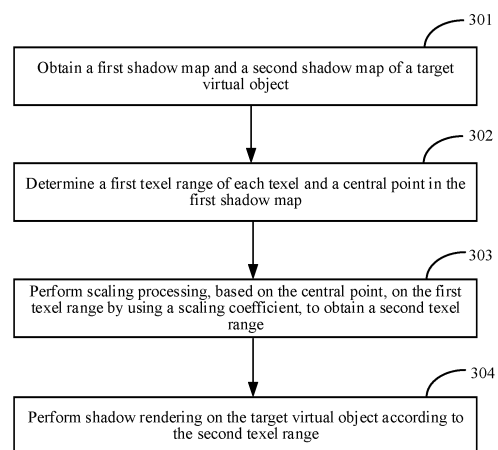 301
Obtain a first shadow map and a second shadow map of a target
virtual object
302
Determine a first texel range of each texel and a central point in the
first shadow map
303
Perform scaling processing, based on the central point, on the first
texel range by using a scaling coefficient, to obtain a second texel
range
304
Perform shadow rendering on the target virtual object according to
the second texel range